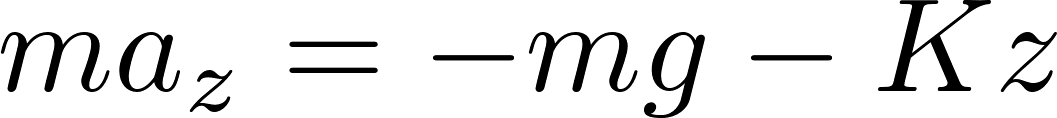 ma_z = −mg − Kz